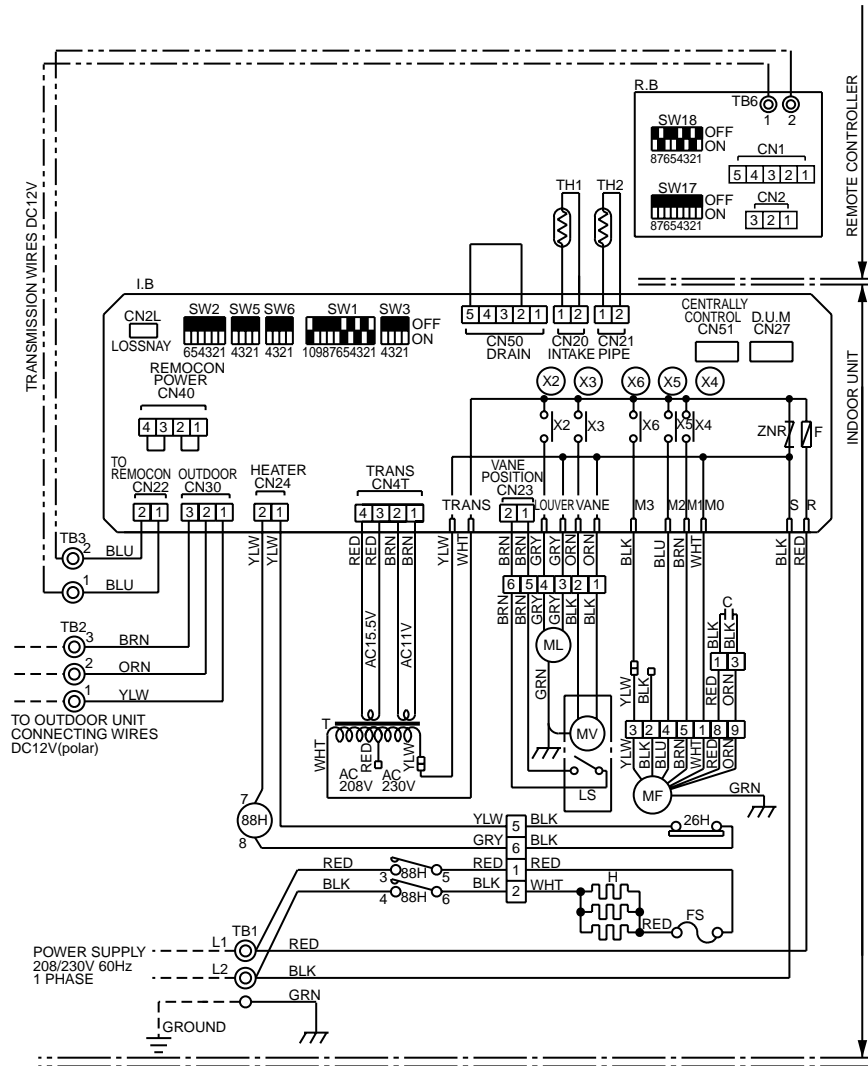 R.B
TB6
1 2
SW18
OFF
ON
87654321
CN1
5 4 3 2 1
SW17
OFF
ON
87654321
CN2
3 2 1
REMOTE CONTROLLER
TRANSMISSION WIRES DC12V
TH1
TH2
I.B
CN2L
LOSSNAY
SW2
654321
SW5
4321
SW6
4321
SW1
10987654321
SW3
4321
OFF
ON
5 4 3 2 1
CN50
DRAIN
1 2
CN20
INTAKE
1 2
CN21
PIPE
CENTRALLY
CONTROL
CN51
D.U.M
CN27
INDOOR UNIT
REMOCON
POWER
CN40
4 3 2 1
X2 X3 X6 X5 X4
X2 X3 X6 X5 X4
ZNR F
TO
REMOCON
CN22
2 1
OUTDOOR
CN30
3 2 1
HEATER
CN24
2 1
TRANS
CN4T
4 3 2 1
TRANS
VANE
POSITION
CN23
2 1
LOUVER VANE
M3 M2 M1 M0
S R
YLW YLW
RED RED BRN BRN
YLW WHT
BRN BRN GRY GRY ORN ORN
BLK BLU BRN WHT
BLK RED
TB3
2 BLU
1 BLU
TB2
3 BRN
2 ORN
1 YLW
TO OUTDOOR UNIT
CONNECTING WIRES
DC12V(polar)
AC15.5V
AC11V
6 5 4 3 2 1
BRN BRN GRY GRY BLK BLK
ML
GRN
MV
LS
C
BLK BLK
1 3
RED ORN
YLW BLK
3 2 4 5 1 8 9
YLW BLK BLU BRN WHT RED ORN
MF
GRN
T
WHT
AC
208V
RED
AC
230V
YLW
7
88H
8
YLW 5 BLK
GRY 6 BLK
26H
RED 3 88H 5 RED 1 RED
BLK 4 88H 6 BLK 2 WHT
H
RED
FS
TB1
L1 RED
POWER SUPPLY
208/230V 60Hz
1 PHASE
L2 BLK
GRN
GROUND